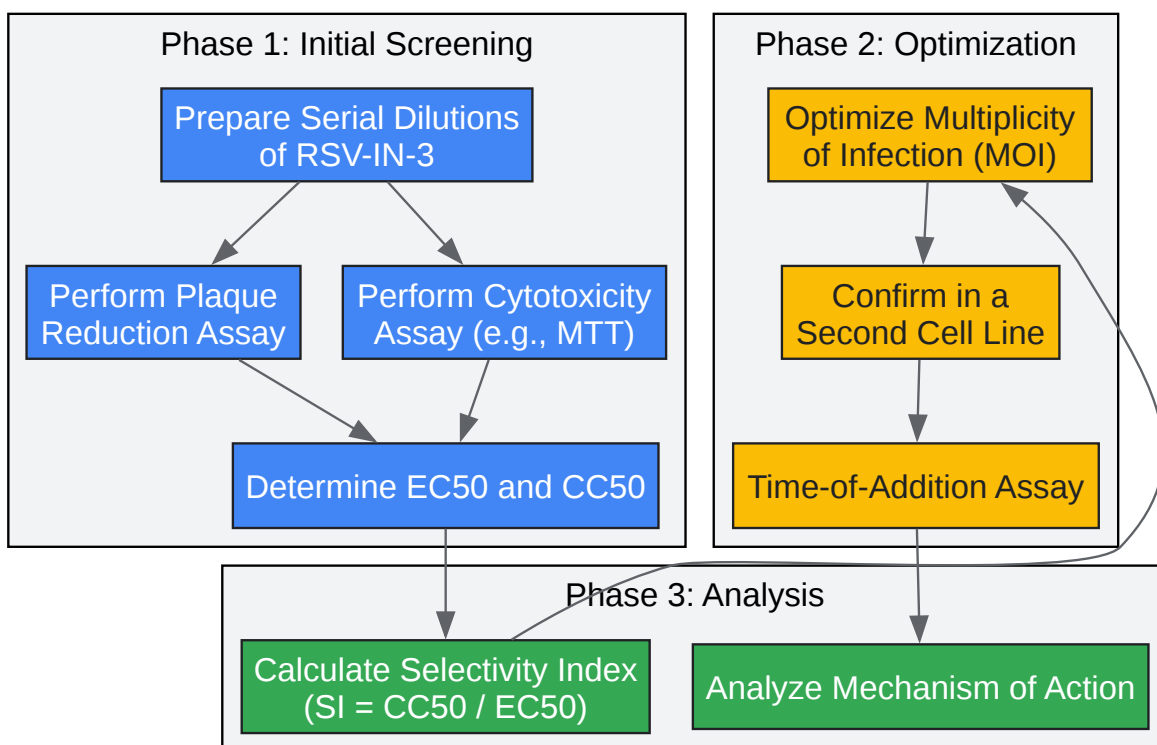 Phase 1: Initial Screening
Prepare Serial Dilutions
of RSV-IN-3
Perform Plaque
Reduction Assay
Perform Cytotoxicity
Assay (e.g., MTT)
Determine EC50 and CC50
Phase 2: Optimization
Optimize Multiplicity
of Infection (MOI)
Confirm in a
Second Cell Line
Time-of-Addition Assay
Phase 3: Analysis
Calculate Selectivity Index
(SI = CC50 / EC50)
Analyze Mechanism of Action